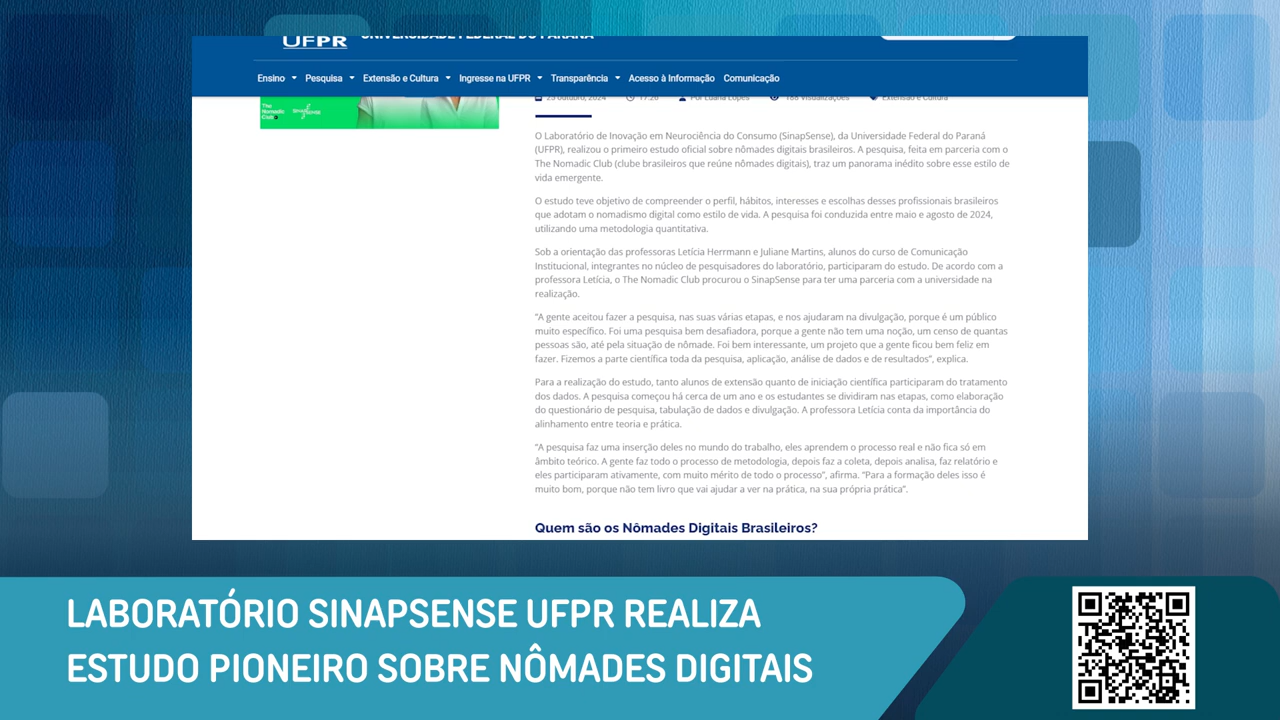 UFPR UNIVERSIDADE FEDERAL DO PARANÁ
Ensino Pesquisa Extensão e Cultura Ingresse na UFPR Transparência Acesso à Informação Comunicação
The
Nomadic
Club
25 outubro, 2024 17:26 Por Luana Lopes 188 Visualizações Extensão e Cultura
O Laboratório de Inovação em Neurociência do Consumo (SinapSense), da Universidade Federal do Paraná
(UFPR), realizou o primeiro estudo oficial sobre nômades digitais brasileiros. A pesquisa, feita em parceria com o
The Nomadic Club (clube brasileiros que reúne nômades digitais), traz um panorama inédito sobre esse estilo de
vida emergente.
O estudo teve objetivo de compreender o perfil, hábitos, interesses e escolhas desses profissionais brasileiros
que adotam o nomadismo digital como estilo de vida. A pesquisa foi conduzida entre maio e agosto de 2024,
utilizando uma metodologia quantitativa.
Sob a orientação das professoras Letícia Herrmann e Juliane Martins, alunos do curso de Comunicação
Institucional, integrantes no núcleo de pesquisadores do laboratório, participaram do estudo. De acordo com a
professora Letícia, o The Nomadic Club procurou o SinapSense para ter uma parceria com a universidade na
realização.
“A gente aceitou fazer a pesquisa, nas suas várias etapas, e nos ajudaram na divulgação, porque é um público
muito específico. Foi uma pesquisa bem desafiadora, porque a gente não tem uma noção, um censo de quantas
pessoas são, até pela situação de nômade. Foi bem interessante, um projeto que a gente ficou bem feliz em
fazer. Fizemos a parte científica toda da pesquisa, aplicação, análise de dados e de resultados”, explica.
Para a realização do estudo, tanto alunos de extensão quanto de iniciação científica participaram do tratamento
dos dados. A pesquisa começou há cerca de um ano e os estudantes se dividiram nas etapas, como elaboração
do questionário de pesquisa, tabulação de dados e divulgação. A professora Letícia conta da importância do
alinhamento entre teoria e prática.
“A pesquisa faz uma inserção deles no mundo do trabalho, eles aprendem o processo real e não fica só em
âmbito teórico. A gente faz todo o processo de metodologia, depois faz a coleta, depois analisa, faz relatório e
eles participaram ativamente, com muito mérito de todo o processo”, afirma. “Para a formação deles isso é
muito bom, porque não tem livro que vai ajudar a ver na prática, na sua própria prática”.
Quem são os Nômades Digitais Brasileiros?
LABORATÓRIO SINAPSENSE UFPR REALIZA
ESTUDO PIONEIRO SOBRE NÔMADES DIGITAIS